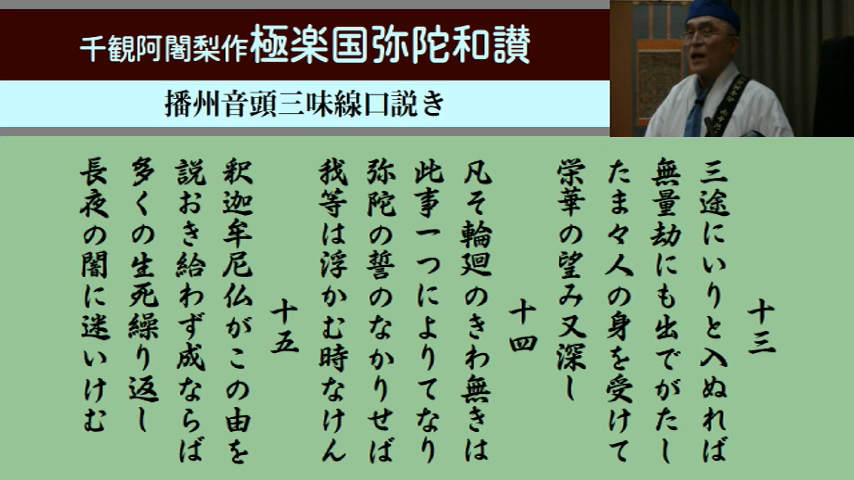 千観阿闍梨作極楽国弥陀和讃
播州音頭三味線口説き
十三
三途にいりと入ぬれば
無量劫にも出でがたし
たま々人の身を受けて
栄華の望み又深し
十四
凡そ輪廻のきわ無きは
此事一つによりてなり
弥陀の誓のなかりせば
我等は浮かむ時なけん
十五
釈迦牟尼仏がこの由を
説おき給わず成ならば
多くの生死繰り返し
長夜の闇に迷いけむ